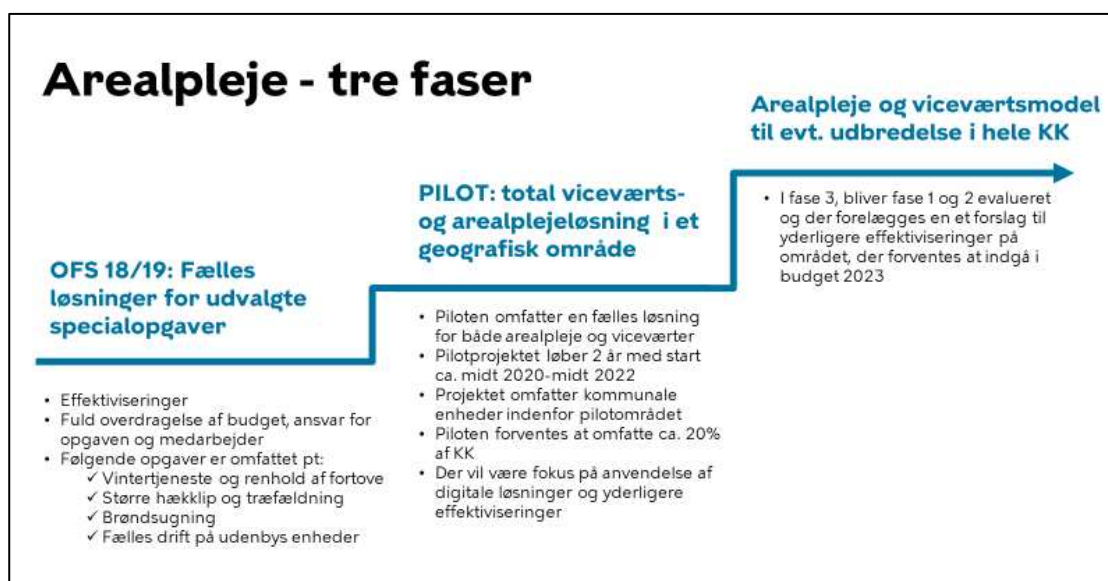 Arealpleje - tre faser
OFS 18/19: Fælles
løsninger for udvalgte
specialopgaver
• Effektiviseringer
• Fuld overdragelse af budget, ansvar for
opgaven og medarbejder
• Følgende opgaver er omfattet pt:
✓ Vintertjeneste og renhold af fortove
✓ Større hækklip og træfældning
✓ Brøndsugning
✓ Fælles drift på udenbys enheder
PILOT: total viceværts-
og arealplejeløsning i et
geografisk område
• Piloten omfatter en fælles løsning
for både arealpleje og viceværter
• Pilotprojektet løber 2 år med start
ca. midt 2020-midt 2022
• Projektet omfatter kommunale
enheder indenfor pilotområdet
• Piloten forventes at omfatte ca. 20%
af KK
• Der vil være fokus på anvendelse af
digitale løsninger og yderligere
effektiviseringer
Arealpleje og viceværtsmodel
til evt. udbredelse i hele KK
• I fase 3, bliver fase 1 og 2 evalueret
og der forelægges en et forslag til
yderligere effektiviseringer på
området, der forventes at indgå i
budget 2023